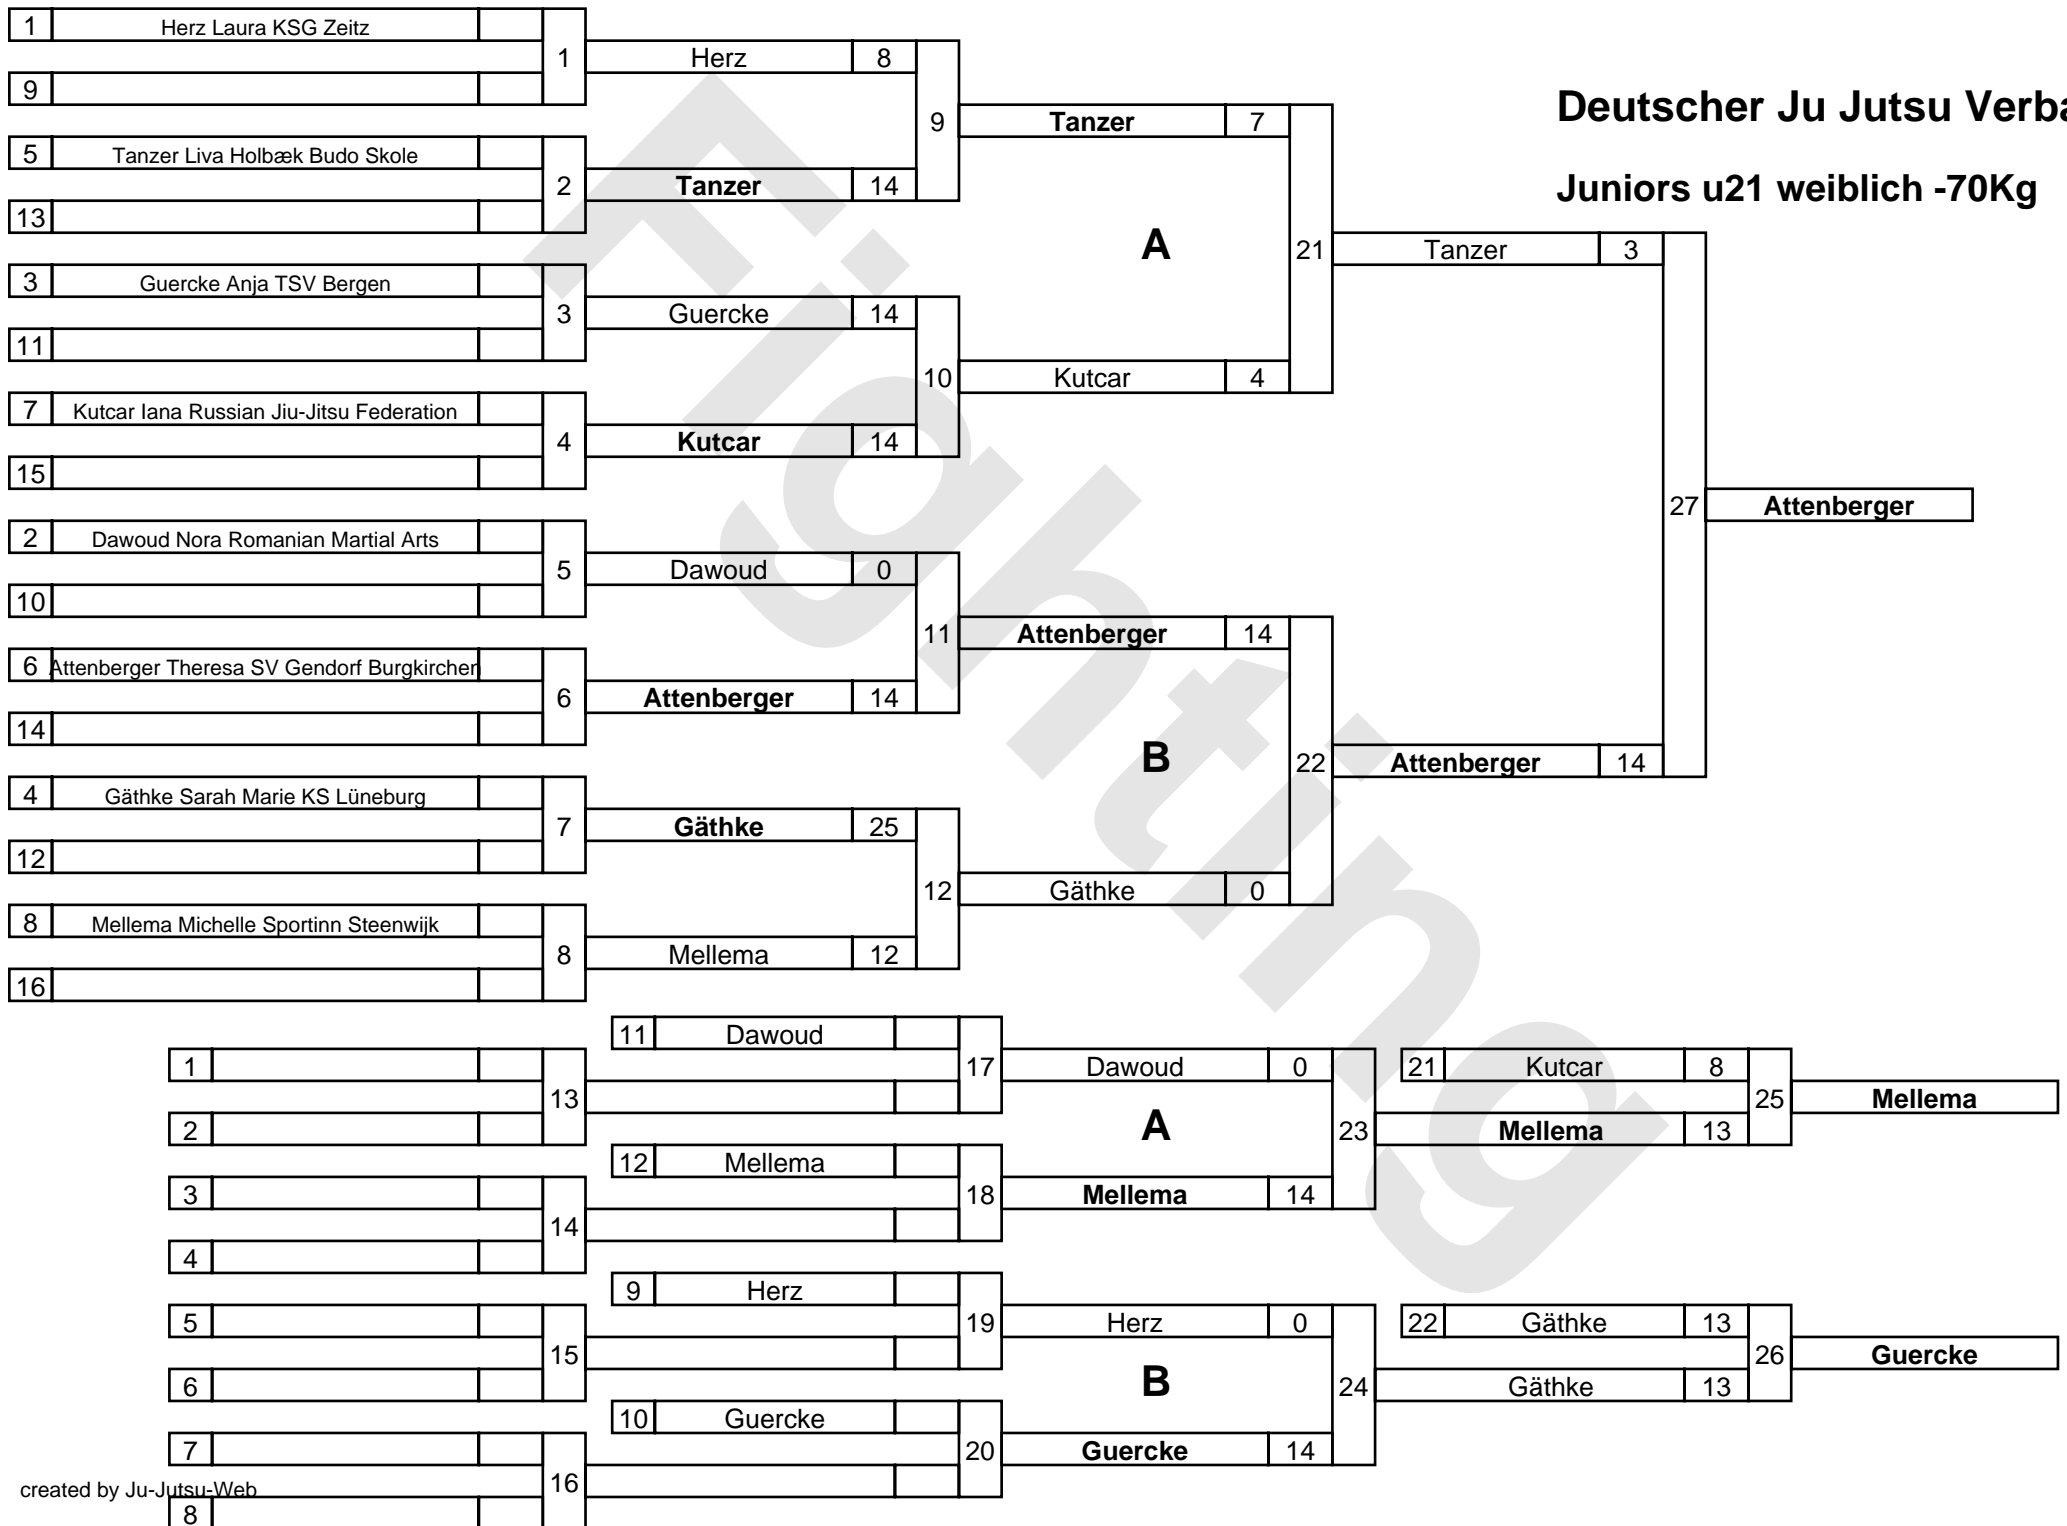 Deutscher Ju Jutsu Verba
Juniors u21 weiblich -70Kg
Fighting
1 Herz Laura KSG Zeitz
9
1
5 Tanzer Liva Holbæk Budo Skole
13
2
3 Guercke Anja TSV Bergen
11
3
7 Kutcar Iana Russian Jiu-Jitsu Federation
15
4
2 Dawoud Nora Romanian Martial Arts
10
5
6 Attenberger Theresa SV Gendorf Burgkirchen
14
6
4 Gäthke Sarah Marie KS Lüneburg
12
7
8 Mellema Michelle Sportinn Steenwijk
16
8
Herz 8
9
Tanzer 14
Guercke 14
10
Kutcar 14
Dawoud 0
11
Attenberger 14
Gäthke 25
12
Mellema 12
Tanzer 7
A
21
Kutcar 4
Attenberger 14
B
22
Gäthke 0
Tanzer 3
27
Attenberger 14
Attenberger
1
13
2
3
14
4
5
15
6
7
16
8
11 Dawoud
17
12 Mellema
18
9 Herz
19
10 Guercke
20
Dawoud 0
A
23
Mellema 14
Herz 0
B
24
Guercke 14
21 Kutcar 8
25
Mellema 13
Mellema
22 Gäthke 13
26
Gäthke 13
Guercke
created by Ju-Jutsu-Web